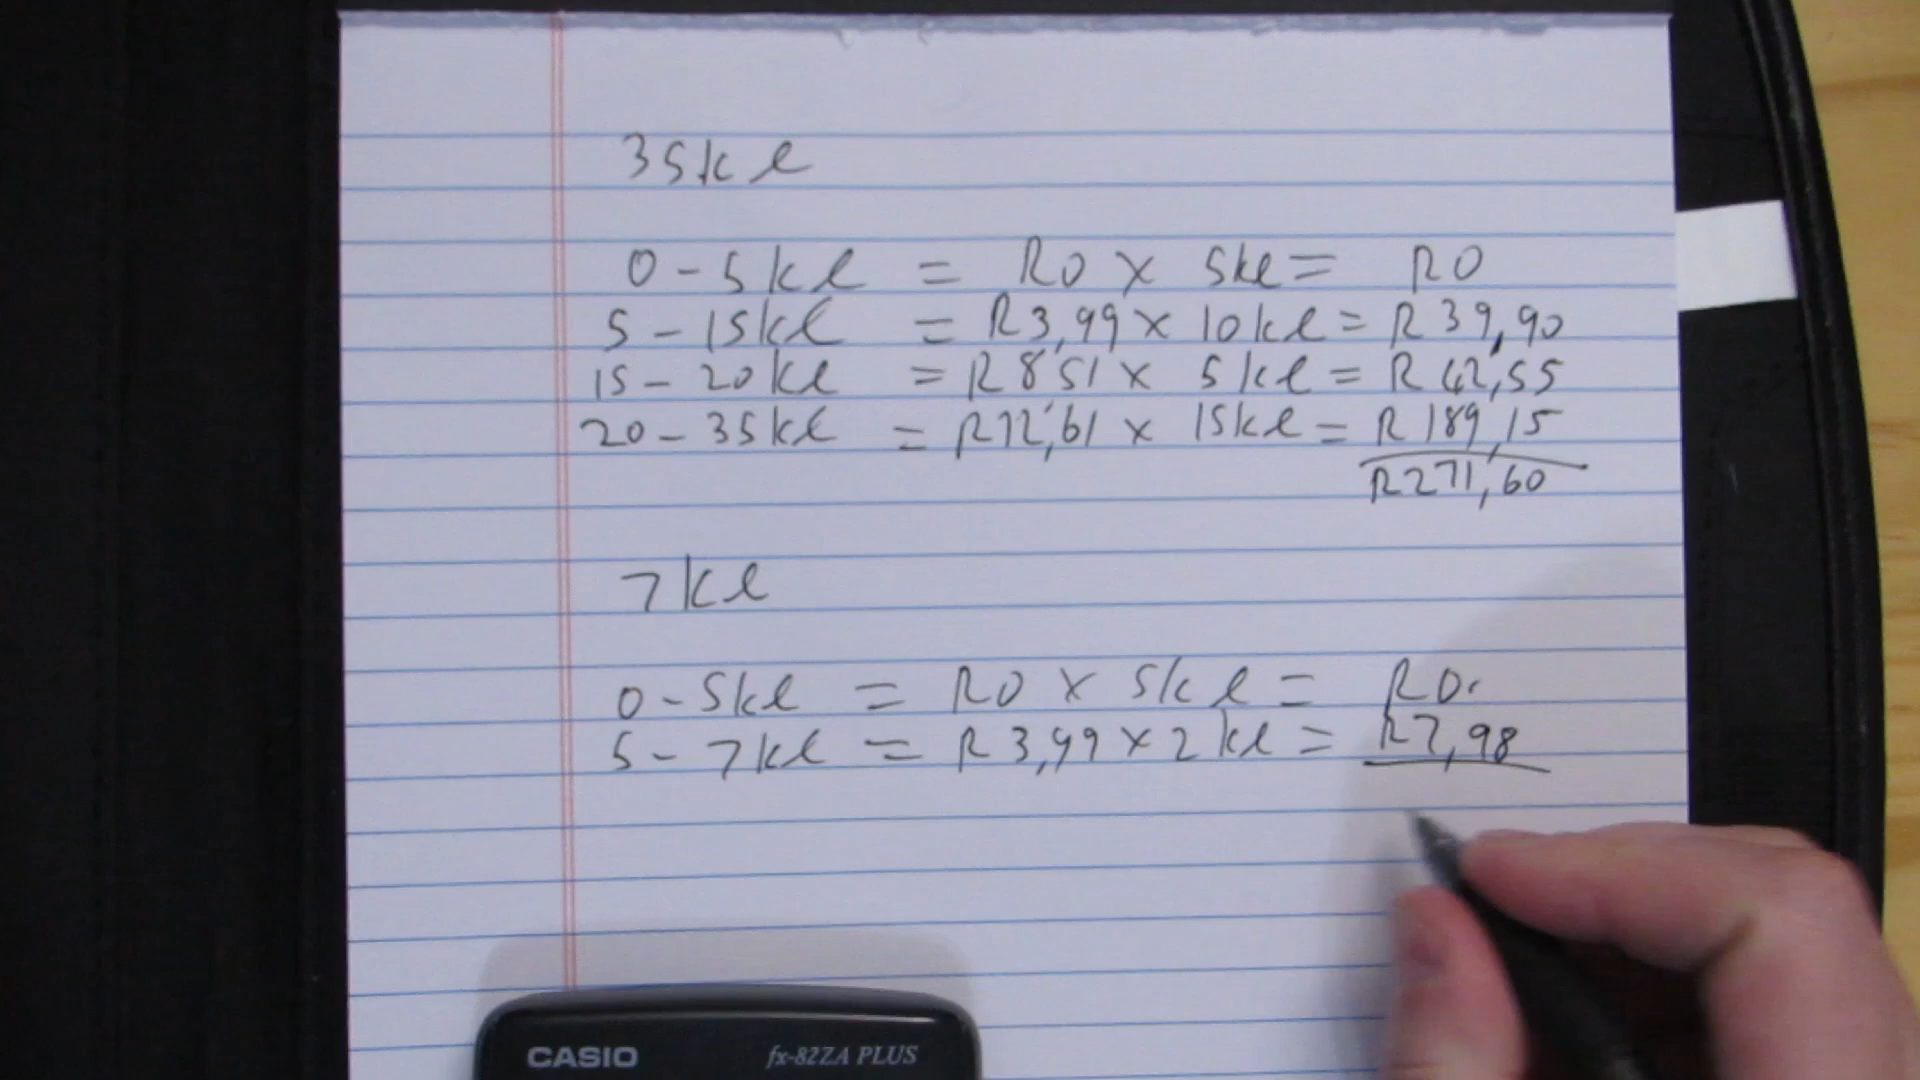 35kl
0 - 5kl = R0 x 5kl = R0
5 - 15kl = R3,99 x 10kl = R39,90
15 - 20kl = R8,51 x 5kl = R42,55
20 - 35kl = R12,61 x 15kl = R189,15
R271,60
7kl
0 - 5kl = R0 x 5kl = R0
5 - 7kl = R3,99 x 2kl = R7,98
CASIO fx-82ZA PLUS